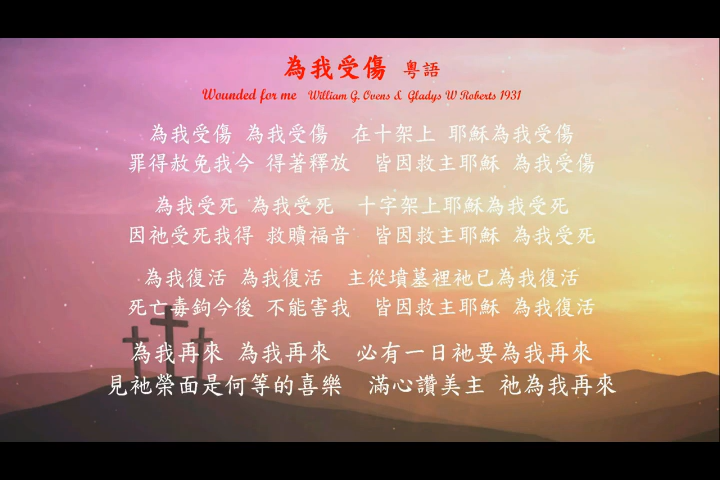 為我受傷 粵語
Wounded for me William G. Ovens & Gladys W Roberts 1931
為我受傷 為我受傷 在十架上 耶穌為我受傷
罪得赦免我今 得著釋放 皆因救主耶穌 為我受傷
為我受死 為我受死 十字架上耶穌為我受死
因祂受死我得 救贖福音 皆因救主耶穌 為我受死
為我復活 為我復活 主從墳墓裡祂已為我復活
死亡毒鉤今後 不能害我 皆因救主耶穌 為我復活
為我再來 為我再來 必有一日祂要為我再來
見祂榮面是何等的喜樂 滿心讚美主 祂為我再來